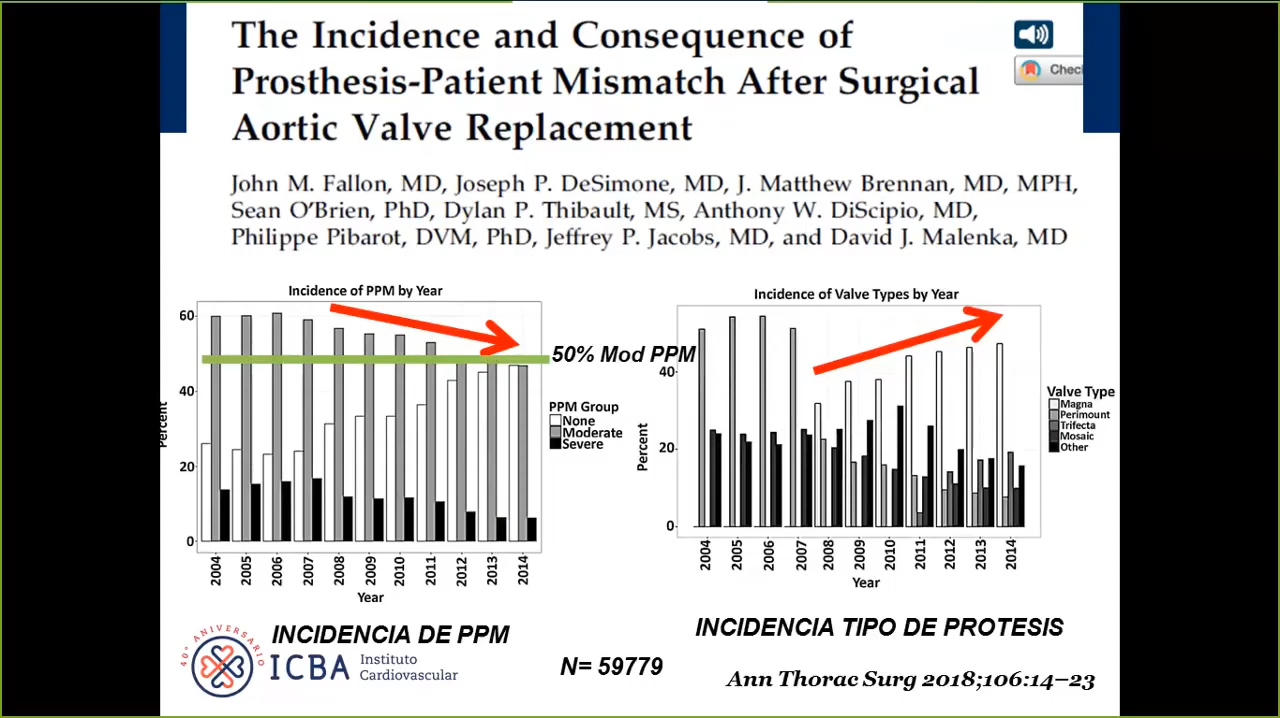 The Incidence and Consequence of
Prosthesis-Patient Mismatch After Surgical
Aortic Valve Replacement
John M. Fallon, MD, Joseph P. DeSimone, MD, J. Matthew Brennan, MD, MPH,
Sean O'Brien, PhD, Dylan P. Thibault, MS, Anthony W. DiScipio, MD,
Philippe Pibarot, DVM, PhD, Jeffrey P. Jacobs, MD, and David J. Malenka, MD
Incidence of PPM by Year
60
40
20
0
Percent
2004 2005 2006 2007 2008 2009 2010 2011 2012 2013 2014
Year
50% Mod PPM
PPM Group
None
Moderate
Severe
Incidence of Valve Types by Year
40
20
0
Percent
2004 2005 2006 2007 2008 2009 2010 2011 2012 2013 2014
Year
Valve Type
Magna
Perimount
Trifecta
Mosaic
Other
INCIDENCIA DE PPM
INCIDENCIA TIPO DE PROTESIS
40° ANIVERSARIO
ICBA
Instituto
Cardiovascular
N= 59779
Ann Thorac Surg 2018;106:14–23